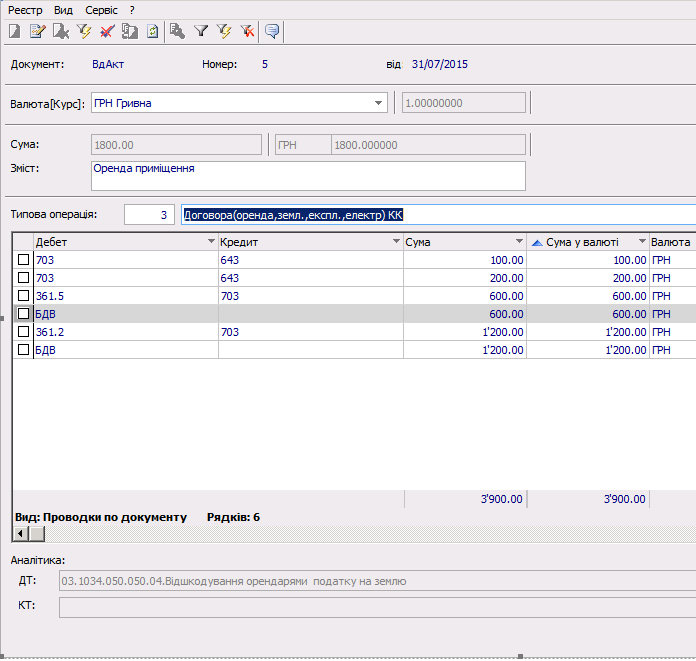 Реєстр Вид Сервіс ?
Документ: ВдАкт Номер: 5 від 31/07/2015
Валюта[Курс]: ГРН Гривна 1.00000000
Сума: 1800.00 ГРН 1800.000000
Зміст: Оренда приміщення
Типова операція: 3 Договора(оренда,земл.,експл.,електр) КК
Дебет Кредит Сума Сума у валюті Валюта
703 643 100.00 100.00 ГРН
703 643 200.00 200.00 ГРН
361.5 703 600.00 600.00 ГРН
БДВ 600.00 600.00 ГРН
361.2 703 1'200.00 1'200.00 ГРН
БДВ 1'200.00 1'200.00 ГРН
3'900.00 3'900.00
Вид: Проводки по документу Рядків: 6
Аналітика:
ДТ: 03.1034.050.050.04.Відшкодування орендарями податку на землю
КТ: